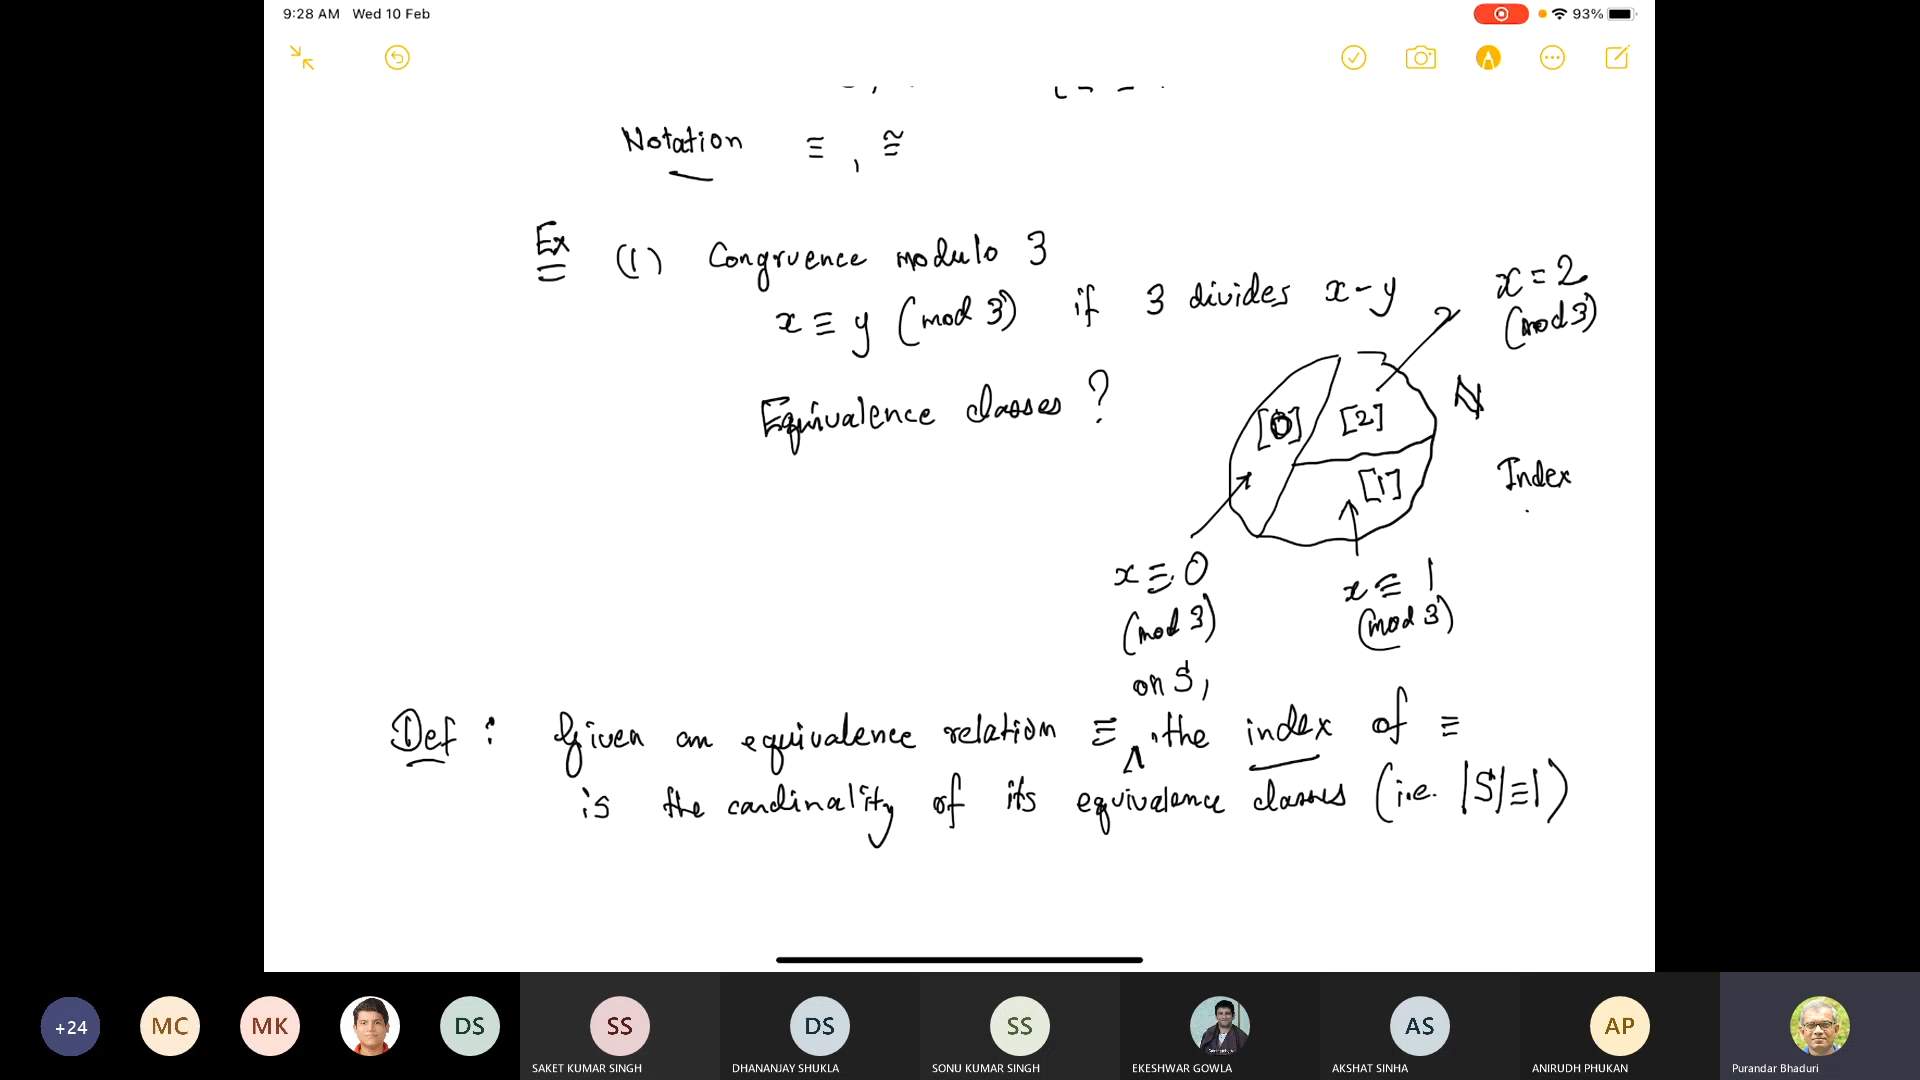 9:28 AM Wed 10 Feb
93%
Notation ≡ , ≅
Ex (1) Congruence modulo 3
x ≡ y (mod 3) if 3 divides x-y
x = 2
(mod 3)
Equivalence classes ?
[0] [2] N
[1]
Index
x ≡ 0
(mod 3)
x ≡ 1
(mod 3)
on S,
Def : Given an equivalence relation ≡ ^ , the index of ≡
is the cardinality of its equivalence classes (i.e. |S/≡|)
+24
MC
MK
DS
SS
SAKET KUMAR SINGH
DS
DHANANJAY SHUKLA
SS
SONU KUMAR SINGH
EKESHWAR GOWLA
AS
AKSHAT SINHA
AP
ANIRUDH PHUKAN
Purandar Bhaduri